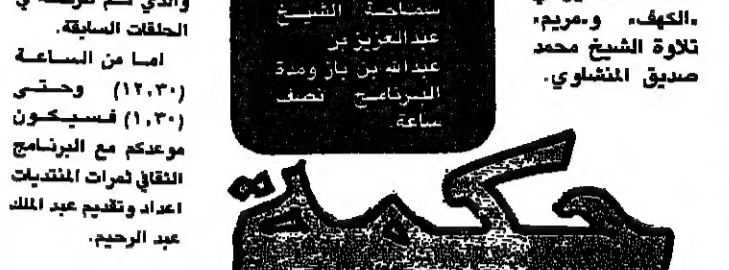 «الكهف» و«مريم»
تلاوة الشيخ محمد
صديق المنشاوي.
سماحة الشيخ
عبدالعزيز بن
عبدالله بن باز ومدة
البرنامج نصف
ساعة.
والذي تم
الحلقات السابقة.
اما من الساعة
(١٢,٣٠) وحتى
(١,٣٠) فسيكون
موعدكم مع البرنامج
الثقافي ثمرات المنتديات
اعداد وتقديم عبد الملك
عبد الرحيم.
حكمة